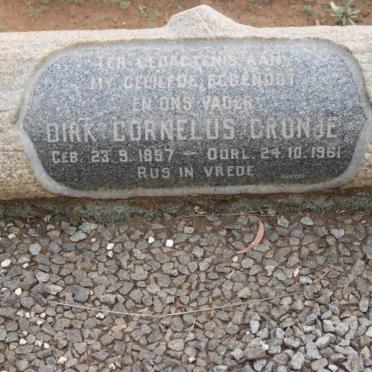 TER GEDAGTENIS AAN
MY GELIEFDE EGGENOOT
EN ONS VADER
DIRK CORNELUS CRONJE
GEB. 23.9.1897 — OORL. 24.10.1961
RUS IN VREDE